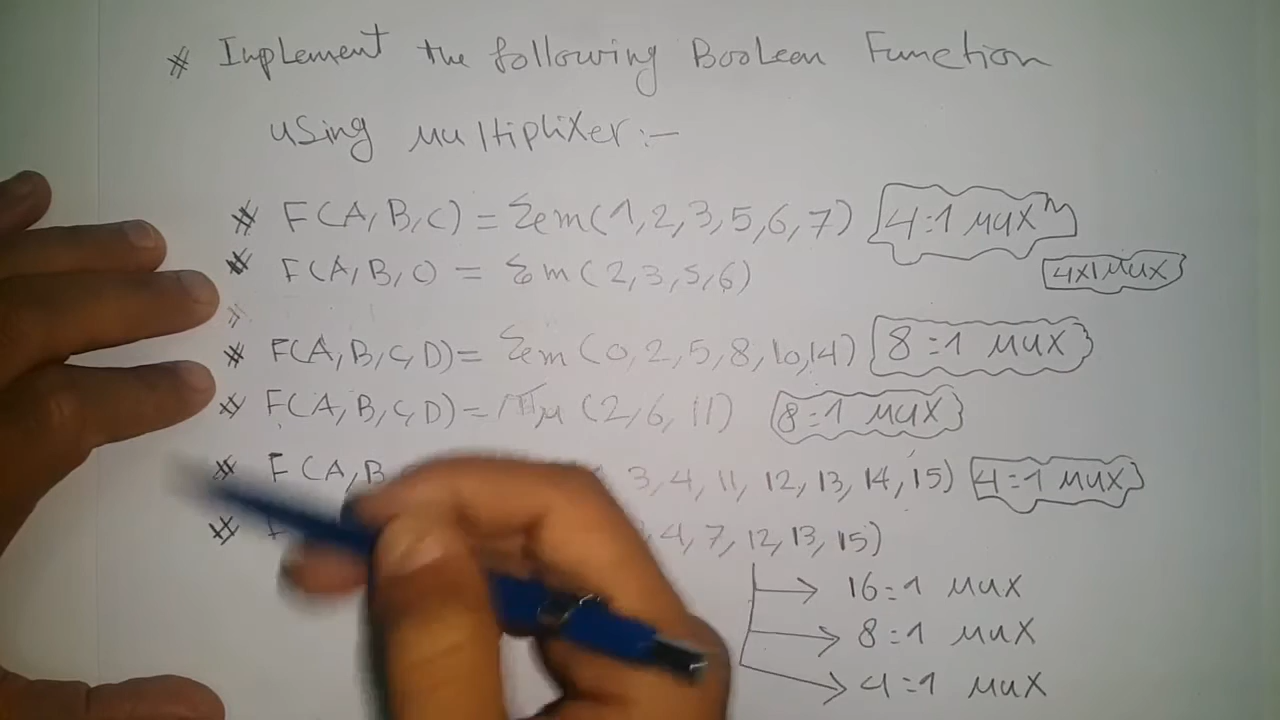 * Implement the following Boolean Function
using multiplixer:-
* F(A,B,C) = Σm(1,2,3,5,6,7) 4:1 MUX
* F(A,B,C) = Σm(2,3,5,6) 4x1 MUX
* F(A,B,C,D)= Σm(0,2,5,8,10,14) 8:1 MUX
* F(A,B,C,D)=πM(2,6,11) 8:1 MUX
* F(A,B 3,4,11,12,13,14,15) 4:1 MUX
* 4,7,12,13,15)
→ 16:1 MUX
→ 8:1 MUX
→ 4:1 MUX